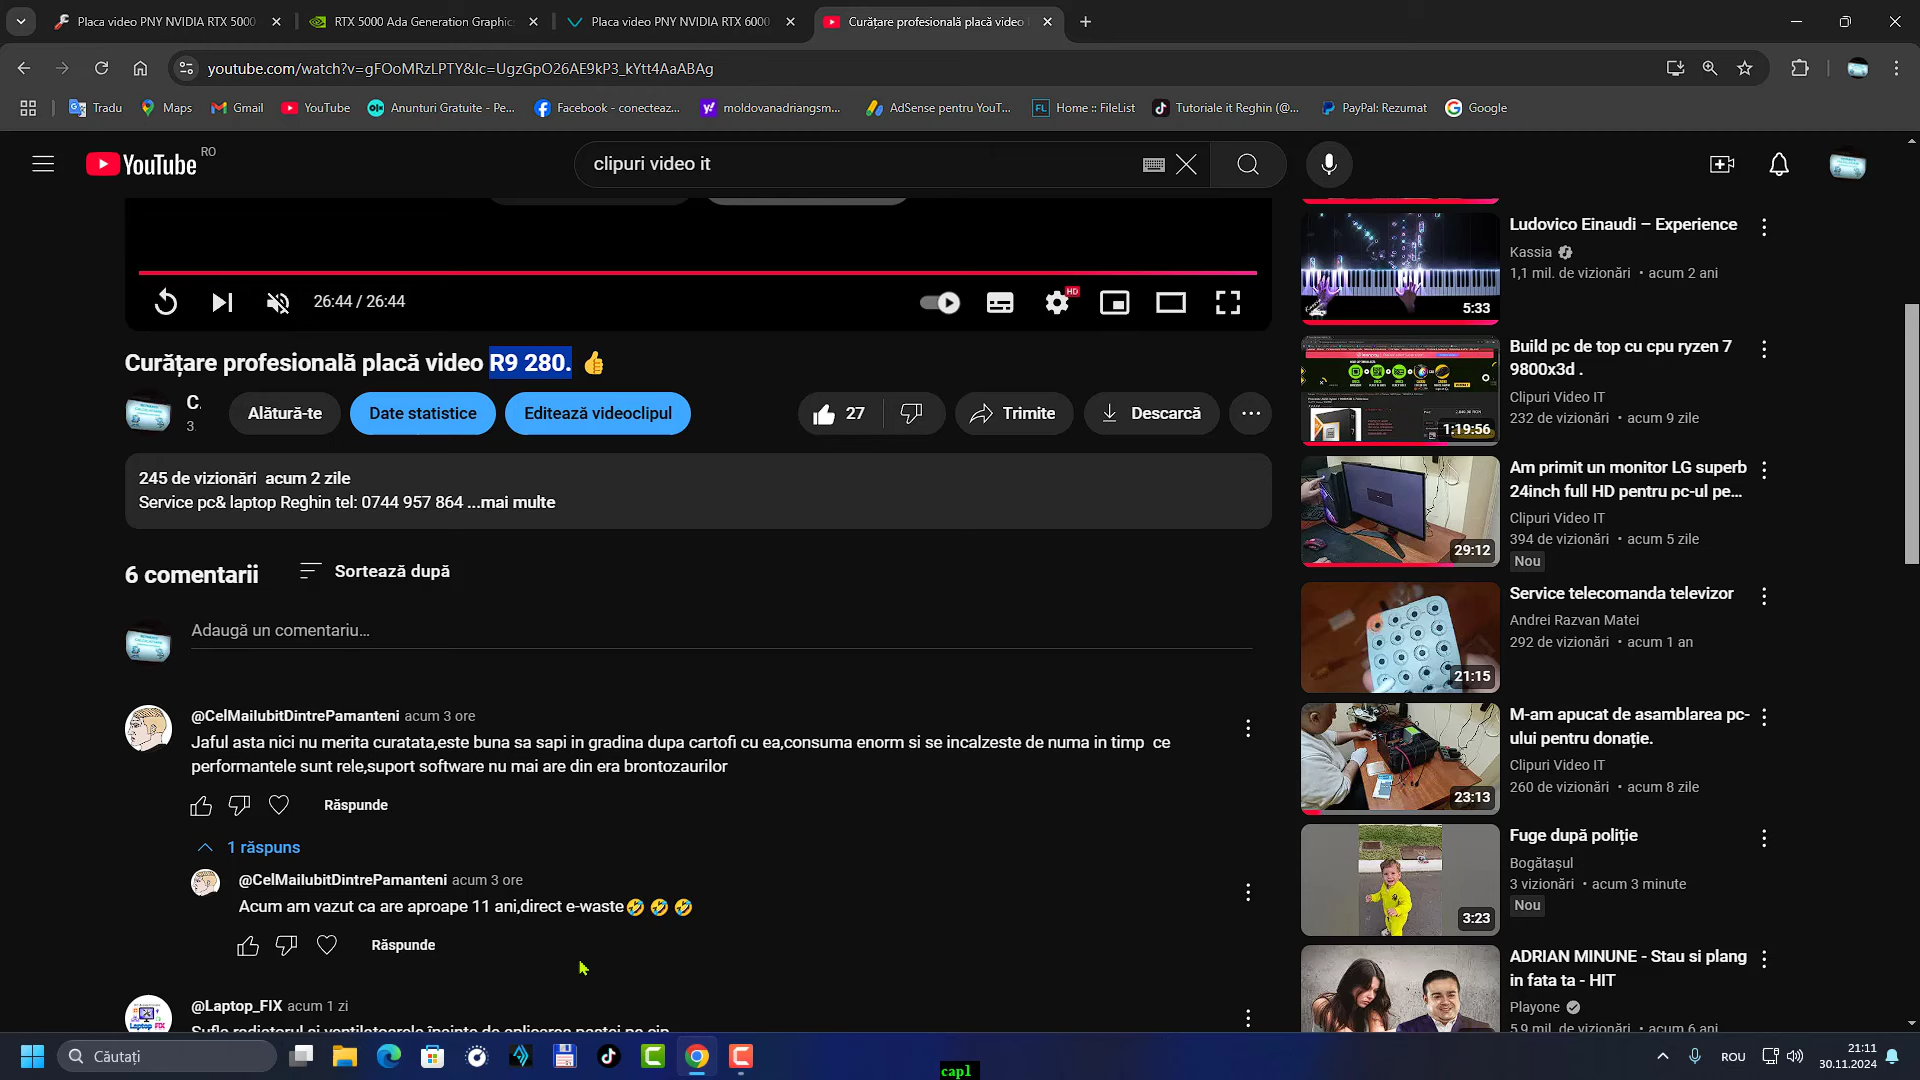 Placa video PNY NVIDIA RTX 5000
RTX 5000 Ada Generation Graphic
Placa video PNY NVIDIA RTX 6000
Curățare profesională placă video
youtube.com/watch?v=gFOoMRzLPTY&lc=UgzGpO26AE9kP3_kYtt4AaABAg
Tradu
Maps
Gmail
YouTube
Anunturi Gratuite - Pe...
Facebook - conecteaz...
moldovanadriangsm...
AdSense pentru YouT...
Home :: FileList
Tutoriale it Reghin (@...
PayPal: Rezumat
Google
YouTube RO
clipuri video it
26:44 / 26:44
HD
Curățare profesională placă video R9 280. 👍
C.
3.
Alătură-te
Date statistice
Editează videoclipul
27
Trimite
Descarcă
245 de vizionări acum 2 zile
Service pc& laptop Reghin tel: 0744 957 864 ...mai multe
6 comentarii
Sortează după
Adaugă un comentariu...
@CelMailubitDintrePamanteni acum 3 ore
Jaful asta nici nu merita curatata,este buna sa sapi in gradina dupa cartofi cu ea,consuma enorm si se incalzeste de numa in timp ce
performantele sunt rele,suport software nu mai are din era brontozaurilor
Răspunde
1 răspuns
@CelMailubitDintrePamanteni acum 3 ore
Acum am vazut ca are aproape 11 ani,direct e-waste🤣 🤣 🤣
Răspunde
@Laptop_FIX acum 1 zi
Sufla radiatorul si ventilatoarele înainte de aplicarea pastei pe cip
Ludovico Einaudi – Experience
Kassia
1,1 mil. de vizionări • acum 2 ani
5:33
Build pc de top cu cpu ryzen 7
9800x3d .
Clipuri Video IT
232 de vizionări • acum 9 zile
1:19:56
Am primit un monitor LG superb
24inch full HD pentru pc-ul pe...
Clipuri Video IT
394 de vizionări • acum 5 zile
Nou
29:12
Service telecomanda televizor
Andrei Razvan Matei
292 de vizionări • acum 1 an
21:15
M-am apucat de asamblarea pc-
ului pentru donație.
Clipuri Video IT
260 de vizionări • acum 8 zile
23:13
Fuge după poliție
Bogătașul
3 vizionări • acum 3 minute
Nou
3:23
ADRIAN MINUNE - Stau si plang
in fata ta - HIT
Playone
5,9 mil. de vizionări • acum 6 ani
Căutați
capl
ROU
21:11
30.11.2024